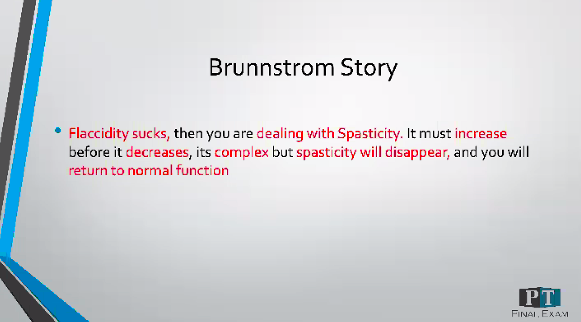 Brunnstrom Story
• Flaccidity sucks, then you are dealing with Spasticity. It must increase
before it decreases, its complex but spasticity will disappear, and you will
return to normal function
PT
FINAL EXAM